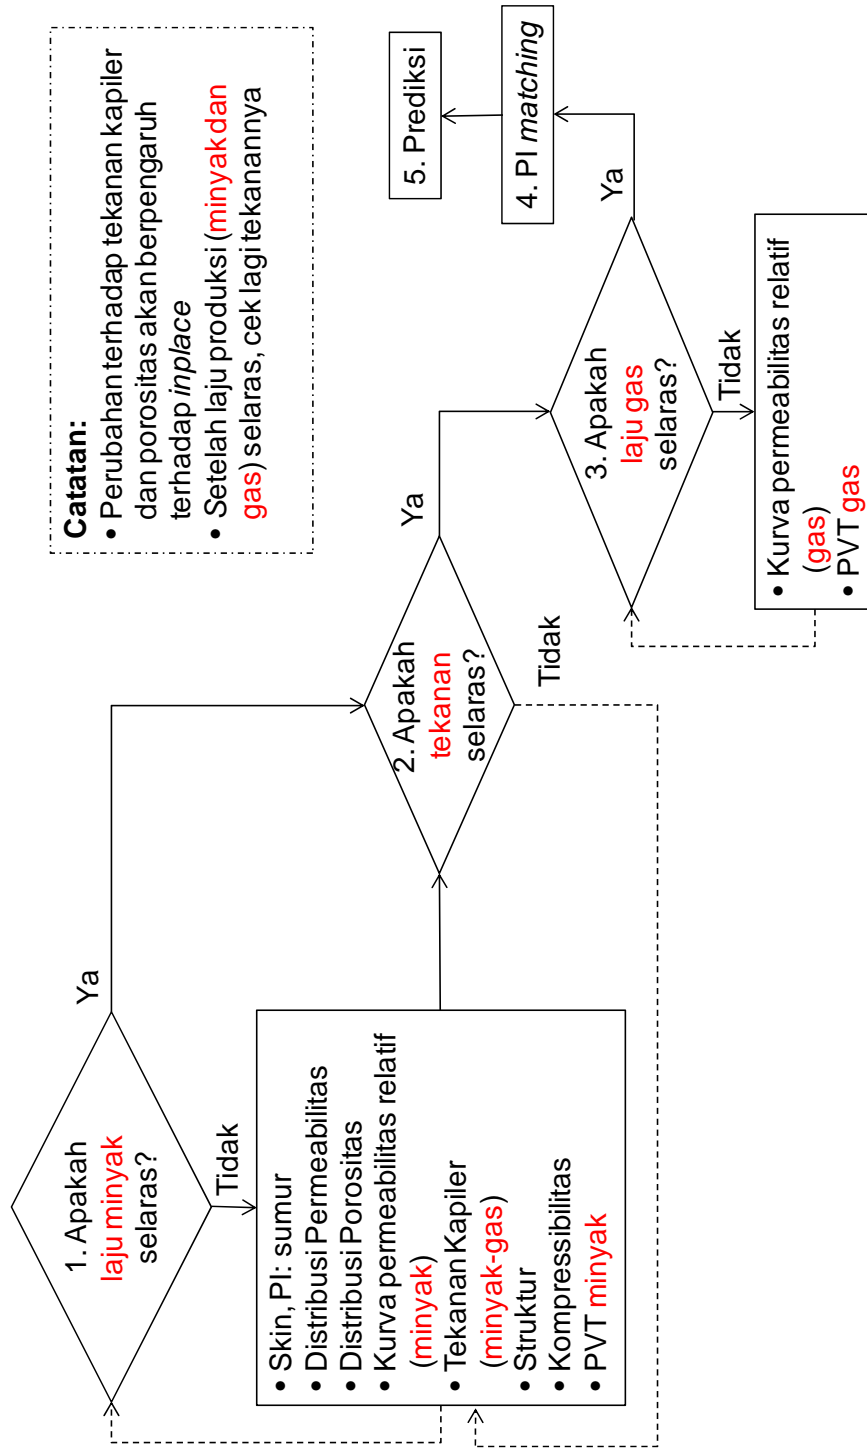 1. Apakah
laju minyak
selaras?
Ya
Tidak
• Skin, PI: sumur
• Distribusi Permeabilitas
• Distribusi Porositas
• Kurva permeabilitas relatif
(minyak)
• Tekanan Kapiler
(minyak-gas)
• Struktur
• Kompressibilitas
• PVT minyak
2. Apakah
tekanan
selaras?
Ya
Tidak
3. Apakah
laju gas
selaras?
Ya
Tidak
• Kurva permeabilitas relatif
(gas)
• PVT gas
4. PI matching
5. Prediksi
Catatan:
• Perubahan terhadap tekanan kapiler
dan porositas akan berpengaruh
terhadap inplace
• Setelah laju produksi (minyak dan
gas) selaras, cek lagi tekanannya